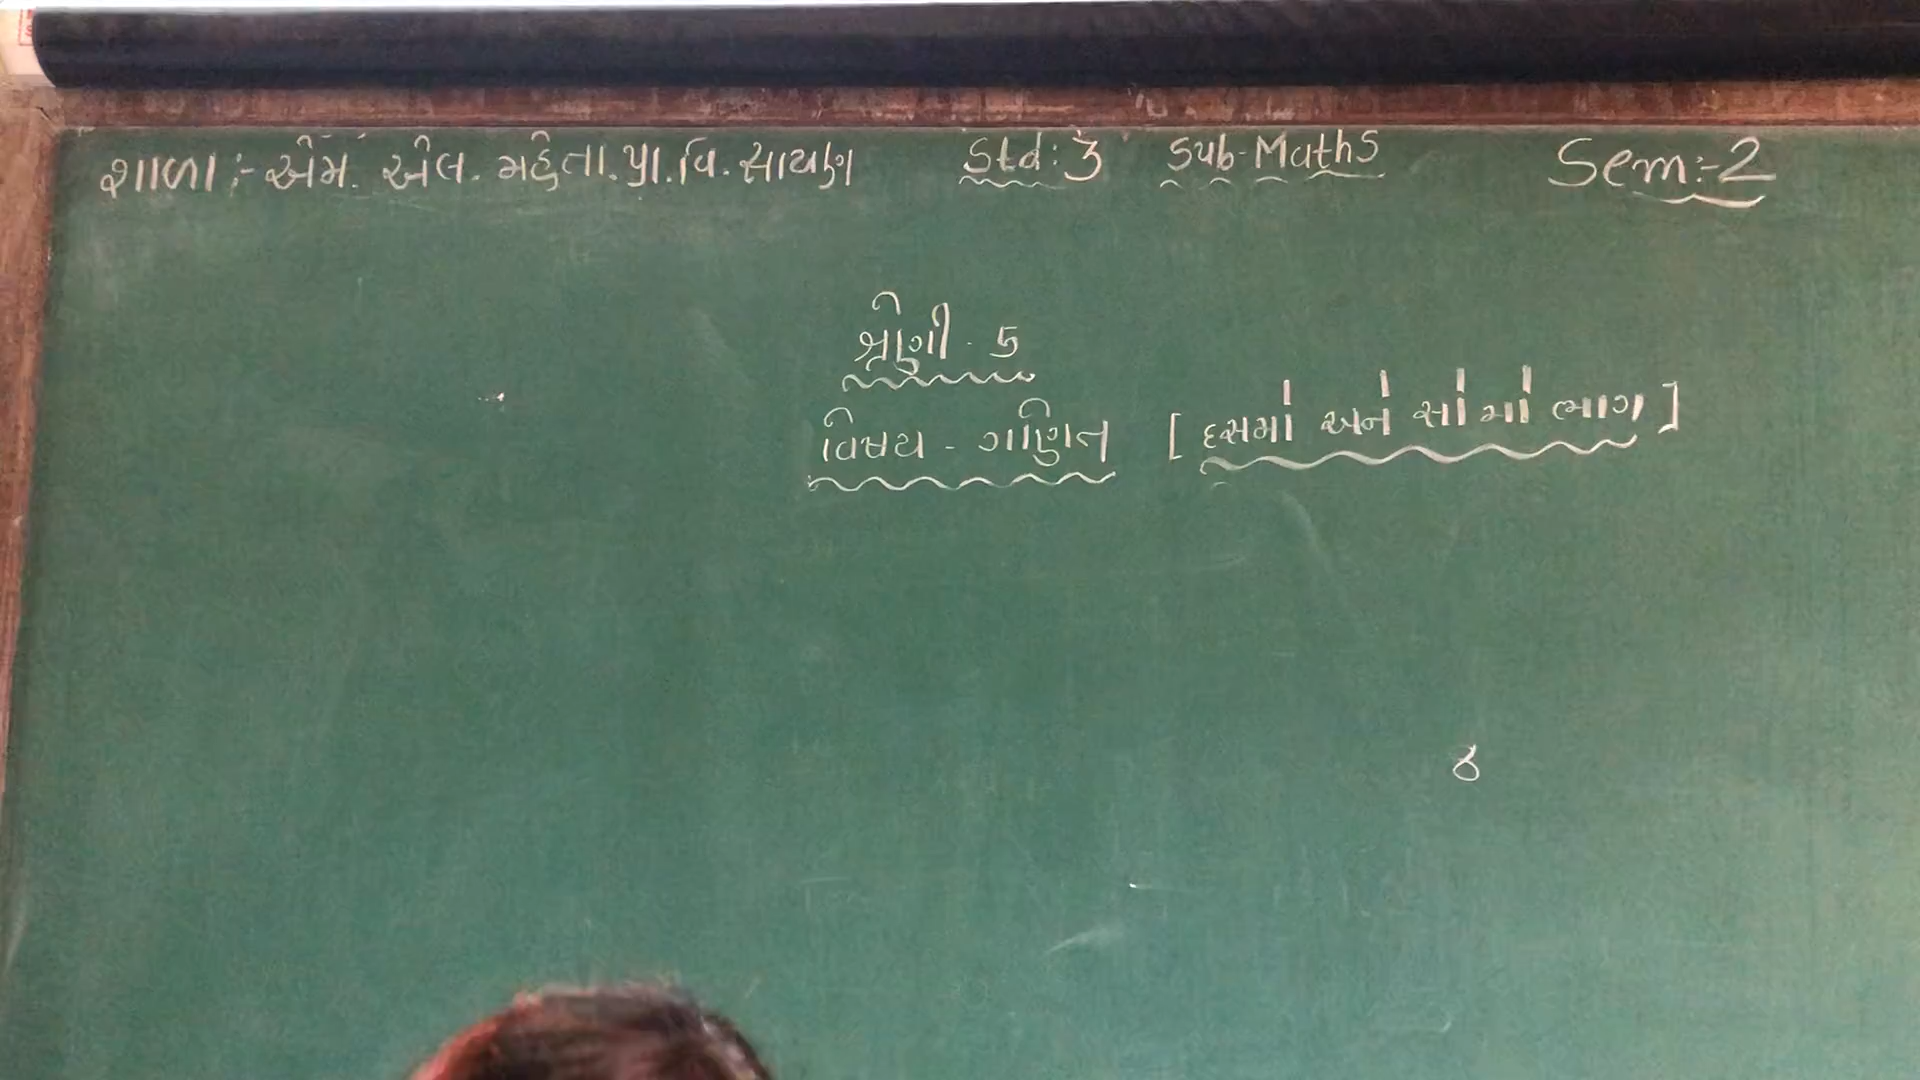 શાળા :- એમ. એલ. મહેતા. પ્રા. વિ. સાયણ Std : 3 Sub-Maths Sem :- 2
શ્રેણી - 5
વિષય - ગણિત [ દસમો અને સો મો ભાગ ]